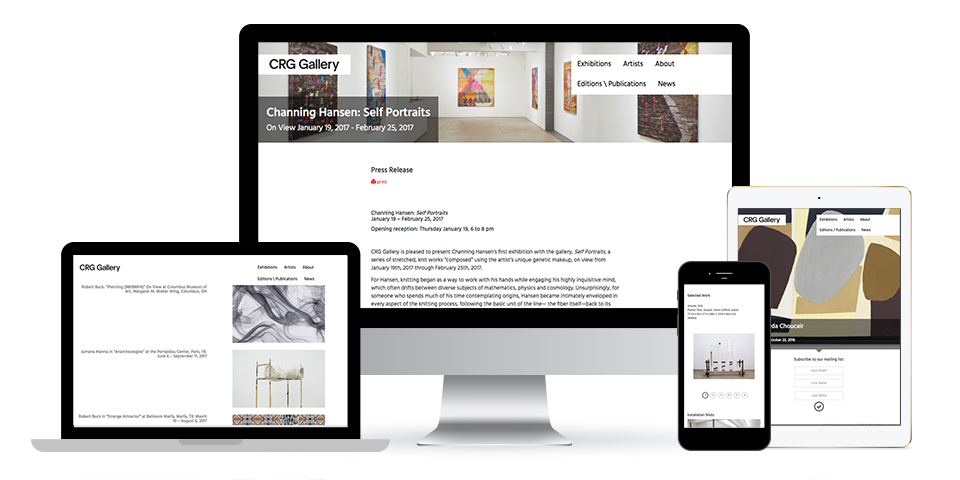 CRG Gallery
Exhibitions Artists About
Editions \ Publications News
Channing Hansen: Self Portraits
On View January 19, 2017 - February 25, 2017
Press Release
print
Channing Hansen: Self Portraits
January 19 – February 25, 2017
Opening reception: Thursday January 19, 6 to 8 pm
CRG Gallery is pleased to present Channing Hansen's first exhibition with the gallery, Self Portraits, a
series of stretched, knit works "composed" using the artist's unique genetic makeup, on view from
January 19th, 2017 through February 25th, 2017.
For Hansen, knitting began as a way to work with his hands while engaging his highly inquisitive mind,
which often drifted between diverse subjects of mathematics, physics and cosmology. Unsurprisingly, for
someone who spends much of his time contemplating origins, Hansen became intimately enveloped in
every aspect of the knitting process, following the basic unit of the line— the fiber itself—back to its
CRG Gallery
Exhibitions Artists About
Editions \ Publications News
Robert Buck: "Painting On View at Columbus Museum of
Art, Margaret M. Walter Wing, Columbus, OH
Jumana Manna in "Anarcheologies" at the Pompidou Center, Paris, FR.
June 6 – September 11, 2017
Robert Buck in "Strange Attractor" at Ballroom Marfa, Marfa, TX. March
10 – August 6, 2017
Selected Work
Installation Shots
CRG Gallery
Exhibitions Artists About
Editions \ Publications News
da Choucair
ctober 23, 2016
Subscribe to our mailing list:
Your email
First Name
Last Name